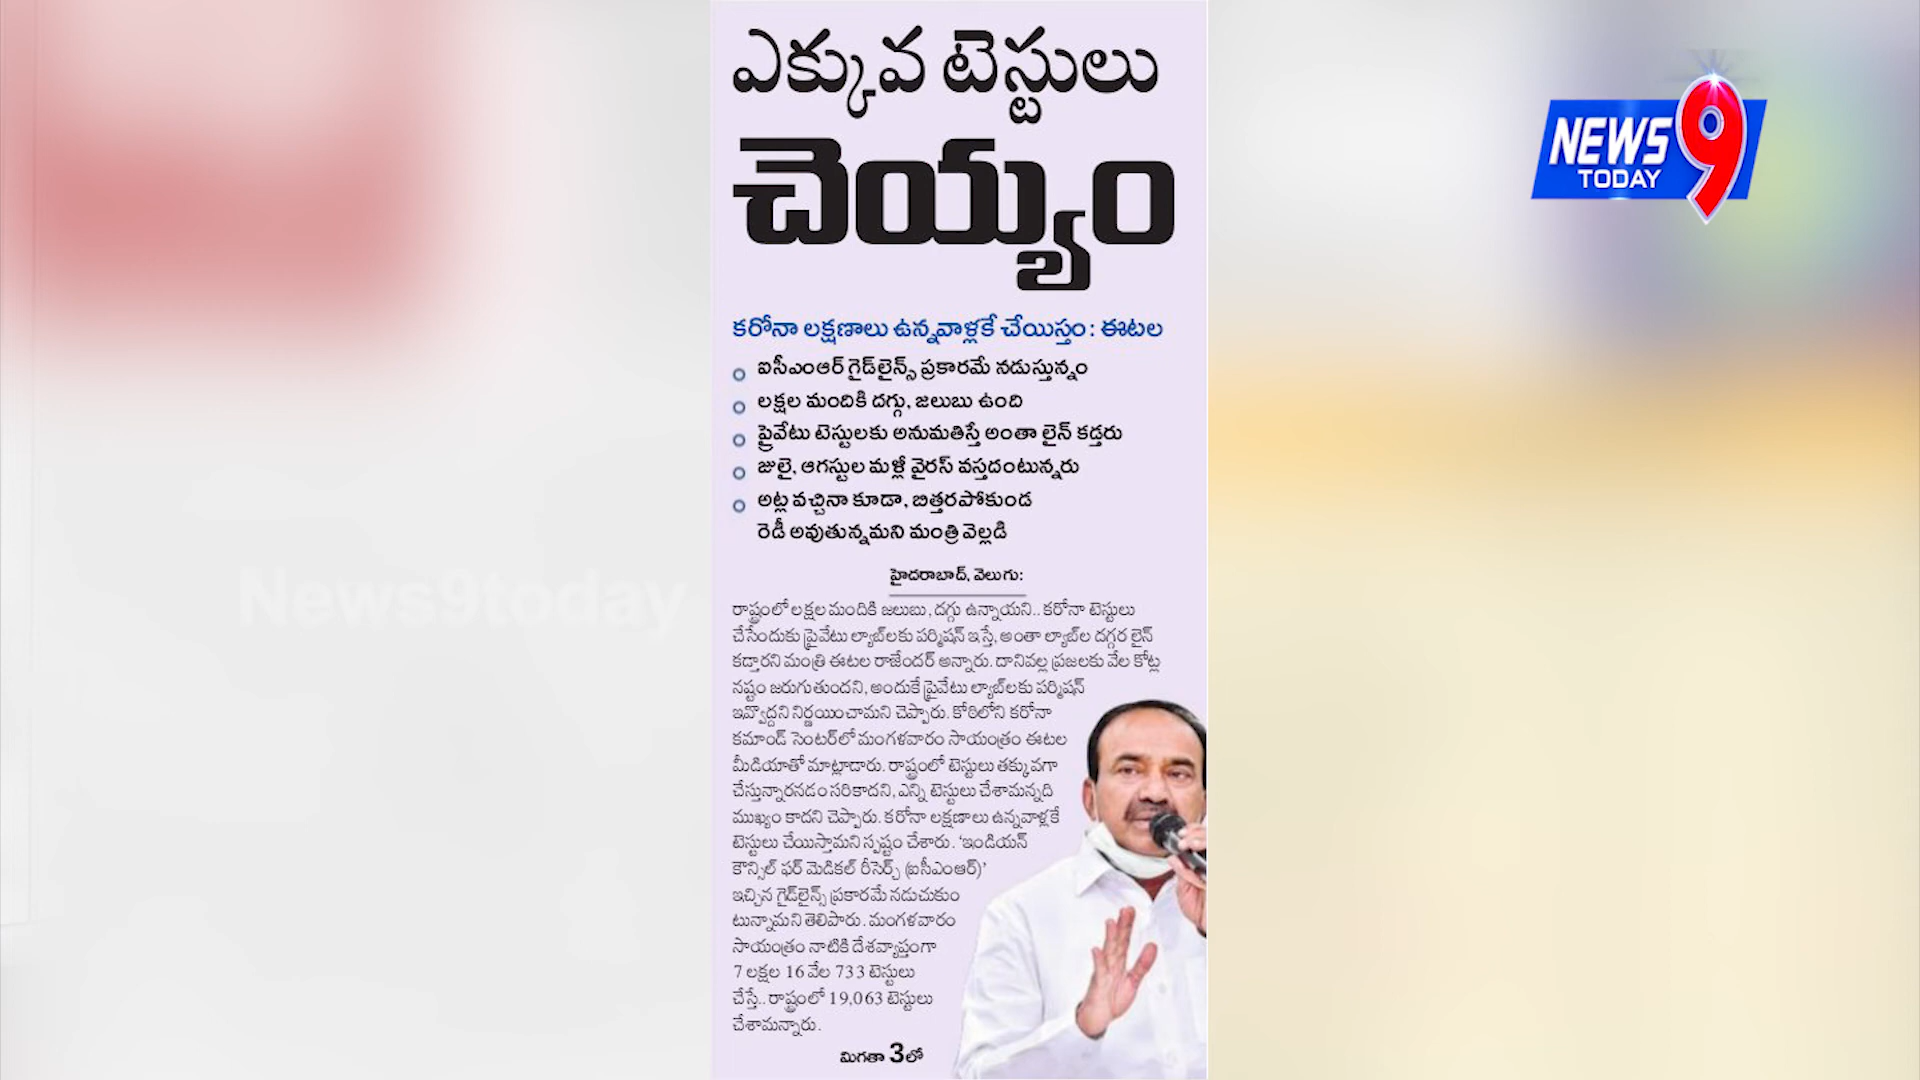 ఎక్కువ టెస్టులు
చెయ్యం
NEWS 9
TODAY
కరోనా లక్షణాలు ఉన్నవాళ్లకే చేయిస్తం: ఈటల
ఐసీఎంఆర్ గైడ్‌లైన్స్ ప్రకారమే నడుస్తున్నం
లక్షల మందికి దగ్గు, జలుబు ఉంది
ప్రైవేటు టెస్టులకు అనుమతిస్తే అంతా లైన్ కడ్తరు
జులై, ఆగస్టుల మళ్లీ వైరస్ వస్తదంటున్నరు
అట్ల వచ్చినా కూడా, బిత్తరపోకుండ
రెడీ అవుతున్నమని మంత్రి వెల్లడి
హైదరాబాద్, వెలుగు:
రాష్ట్రంలో లక్షల మందికి జలుబు, దగ్గు ఉన్నాయని.. కరోనా టెస్టులు
చేసేందుకు ప్రైవేటు ల్యాబ్‌లకు పర్మిషన్ ఇస్తే, అంతా ల్యాబ్‌ల దగ్గర లైన్
కడ్తారని మంత్రి ఈటల రాజేందర్ అన్నారు. దానివల్ల ప్రజలకు వేల కోట్ల
నష్టం జరుగుతుందని, అందుకే ప్రైవేటు ల్యాబ్‌లకు పర్మిషన్
ఇవ్వొద్దని నిర్ణయించామని చెప్పారు. కోఠిలోని కరోనా
కమాండ్ సెంటర్‌లో మంగళవారం సాయంత్రం ఈటల
మీడియాతో మాట్లాడారు. రాష్ట్రంలో టెస్టులు తక్కువగా
చేస్తున్నారనడం సరికాదని, ఎన్ని టెస్టులు చేశామన్నది
ముఖ్యం కాదని చెప్పారు. కరోనా లక్షణాలు ఉన్నవాళ్లకే
టెస్టులు చేయిస్తామని స్పష్టం చేశారు. ‘ఇండియన్
కౌన్సిల్ ఫర్ మెడికల్ రీసెర్చ్ (ఐసీఎంఆర్)’
ఇచ్చిన గైడ్‌లైన్స్ ప్రకారమే నడుచుకుం
టున్నామని తెలిపారు. మంగళవారం
సాయంత్రం నాటికి దేశవ్యాప్తంగా
7 లక్షల 16 వేల 733 టెస్టులు
చేస్తే.. రాష్ట్రంలో 19,063 టెస్టులు
చేశామన్నారు.
మిగతా 3లో
News9today